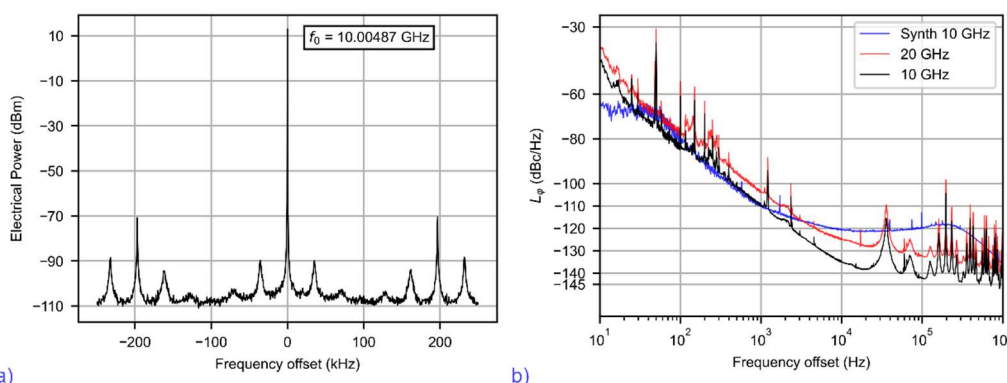 f₀ = 10.00487 GHz
Electrical Power (dBm)
10
−10
−30
−50
−70
−90
−110
−200
−100
0
100
200
Frequency offset (kHz)
a)
Lφ (dBc/Hz)
−30
−60
−80
−100
−110
−120
−130
−140
−145
Synth 10 GHz
20 GHz
10 GHz
10¹
10²
10³
10⁴
10⁵
10
Frequency offset (Hz)
b)